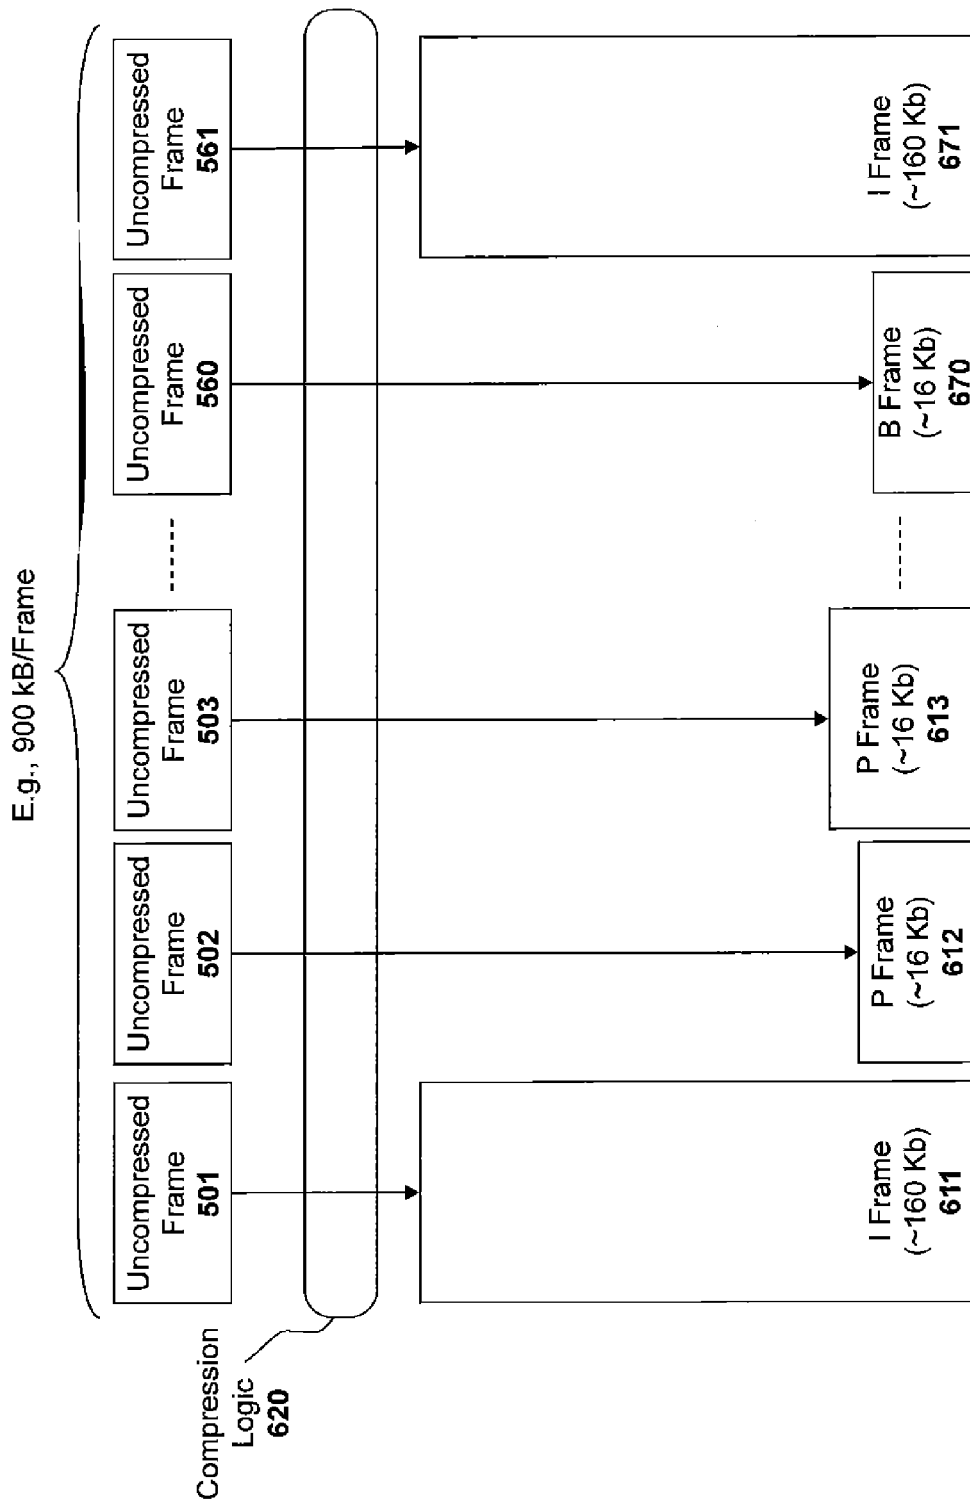 E.g., 900 kB/Frame
Uncompressed
Frame
501
Uncompressed
Frame
502
Uncompressed
Frame
503
Uncompressed
Frame
560
Uncompressed
Frame
561
Compression
Logic
620
I Frame
(~160 Kb)
611
P Frame
(~16 Kb)
612
P Frame
(~16 Kb)
613
B Frame
(~16 Kb)
670
I Frame
(~160 Kb)
671